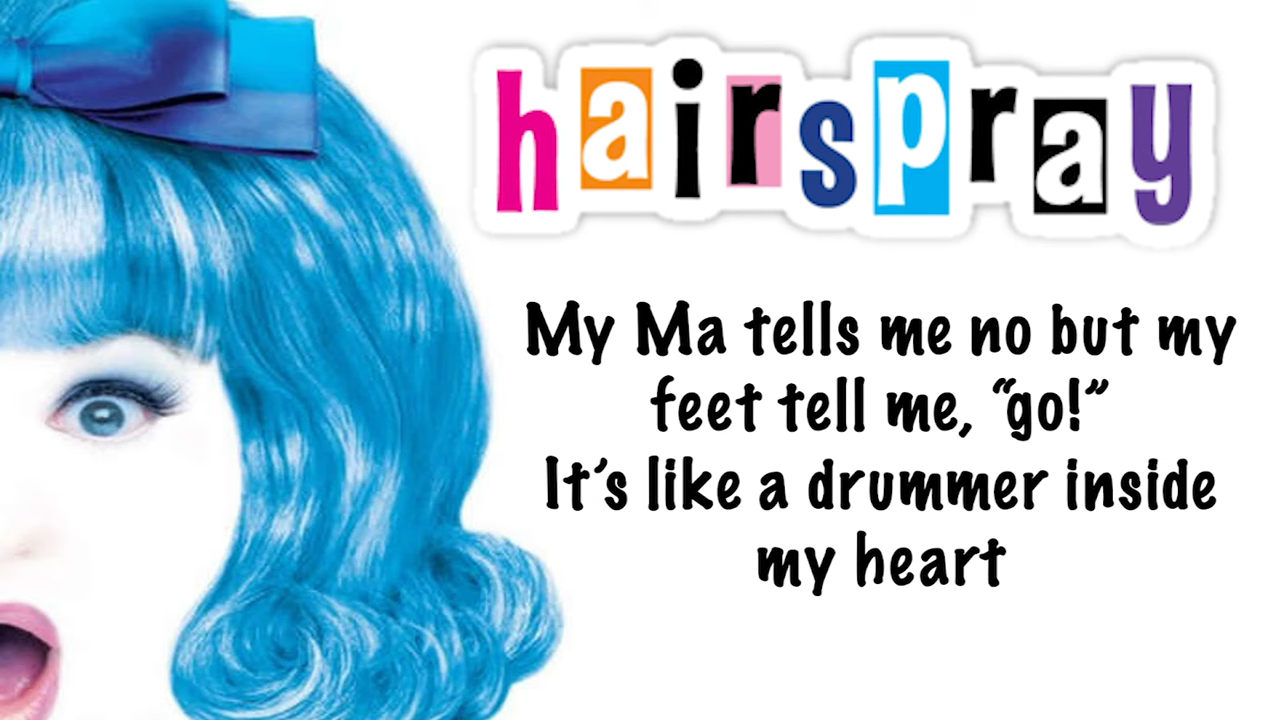 hairspray
My Ma tells me no but my
feet tell me, “go!”
It’s like a drummer inside
my heart